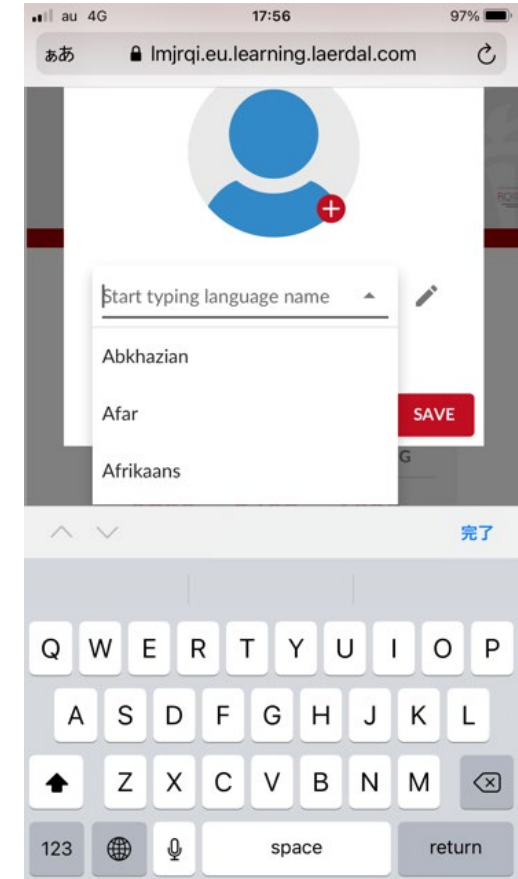 au 4G 17:56 97%
ぁあ lmjrqi.eu.learning.laerdal.com
Start typing language name
Abkhazian
Afar
SAVE
G
Afrikaans
完了
Q W E R T Y U I O P
A S D F G H J K L
Z X C V B N M
123 space return